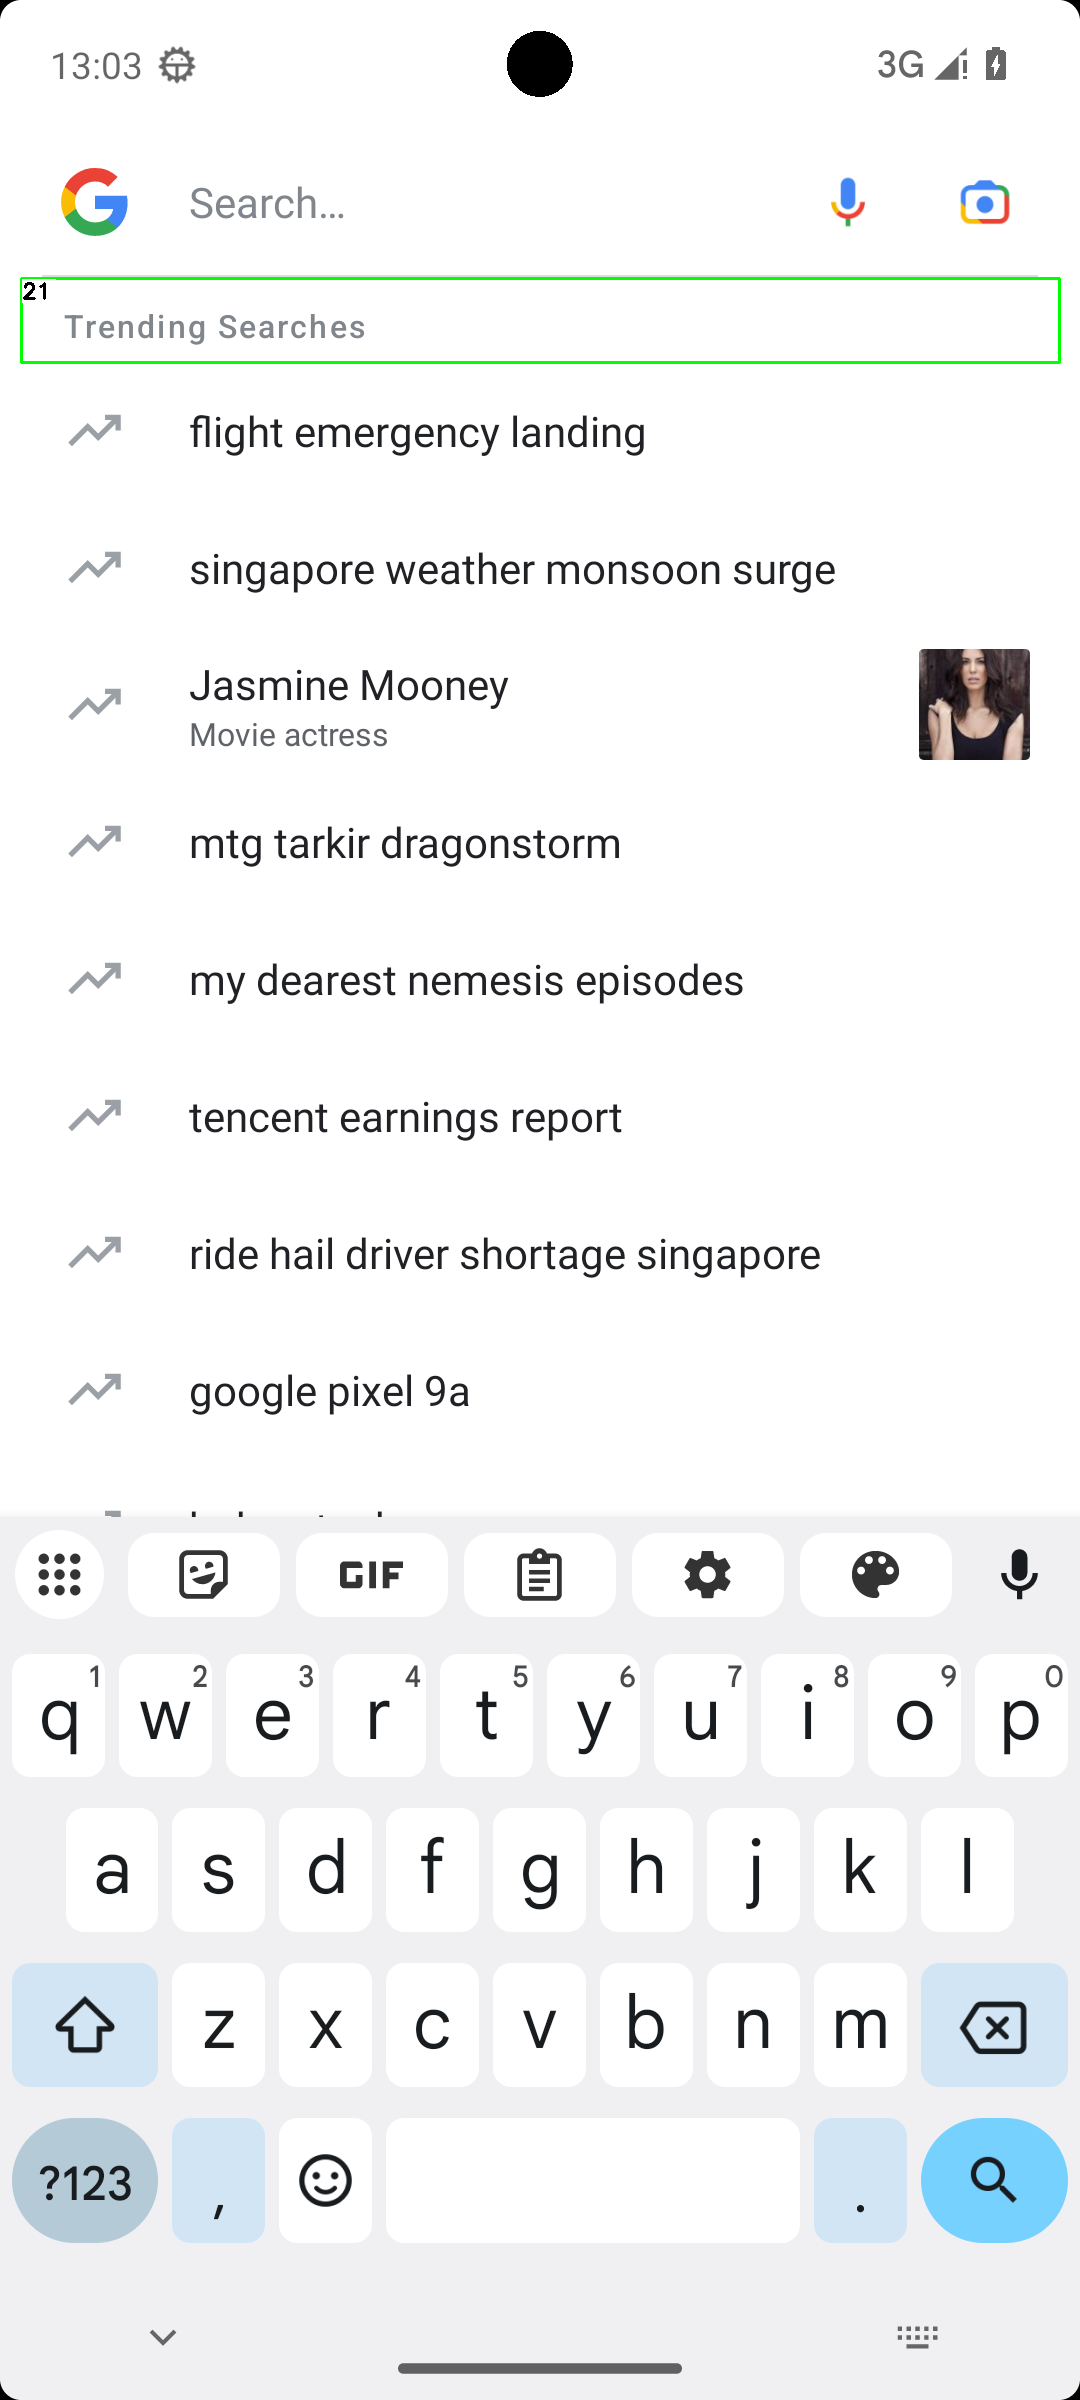 13:03
3G
Search...
21
Trending Searches
flight emergency landing
singapore weather monsoon surge
Jasmine Mooney
Movie actress
mtg tarkir dragonstorm
my dearest nemesis episodes
tencent earnings report
ride hail driver shortage singapore
google pixel 9a
GIF
1 2 3 4 5 6 7 8 9 0
q w e r t y u i o p
a s d f g h j k l
z x c v b n m
?123 , .